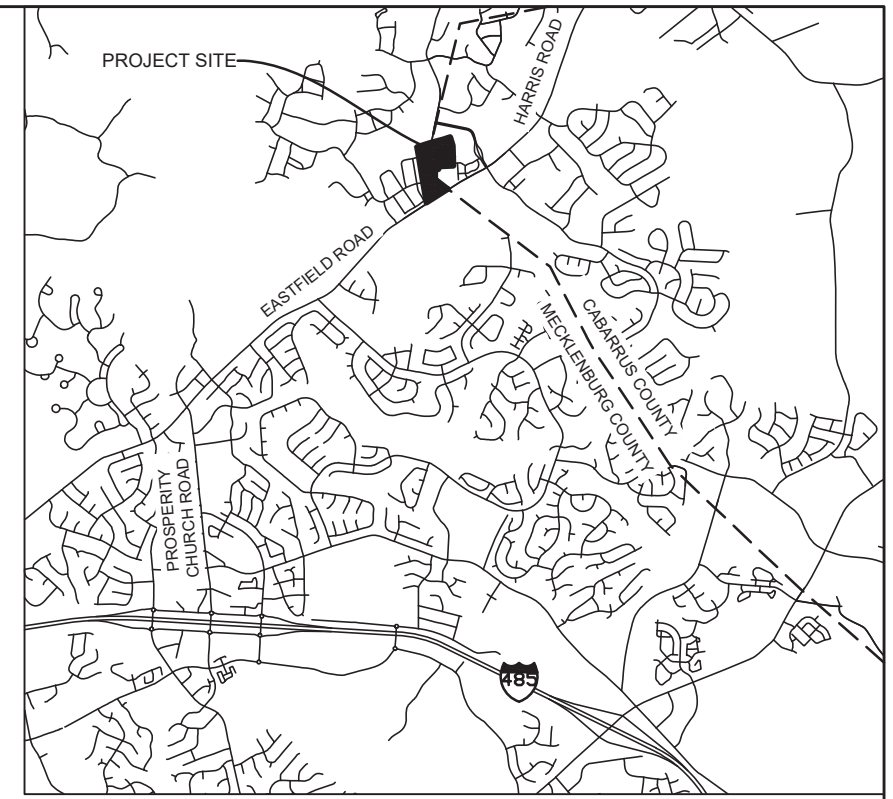 PROJECT SITE
HARRIS ROAD
EASTFIELD ROAD
CABARRUS COUNTY
MECKLENBURG COUNTY
PROSPERITY
CHURCH ROAD
485